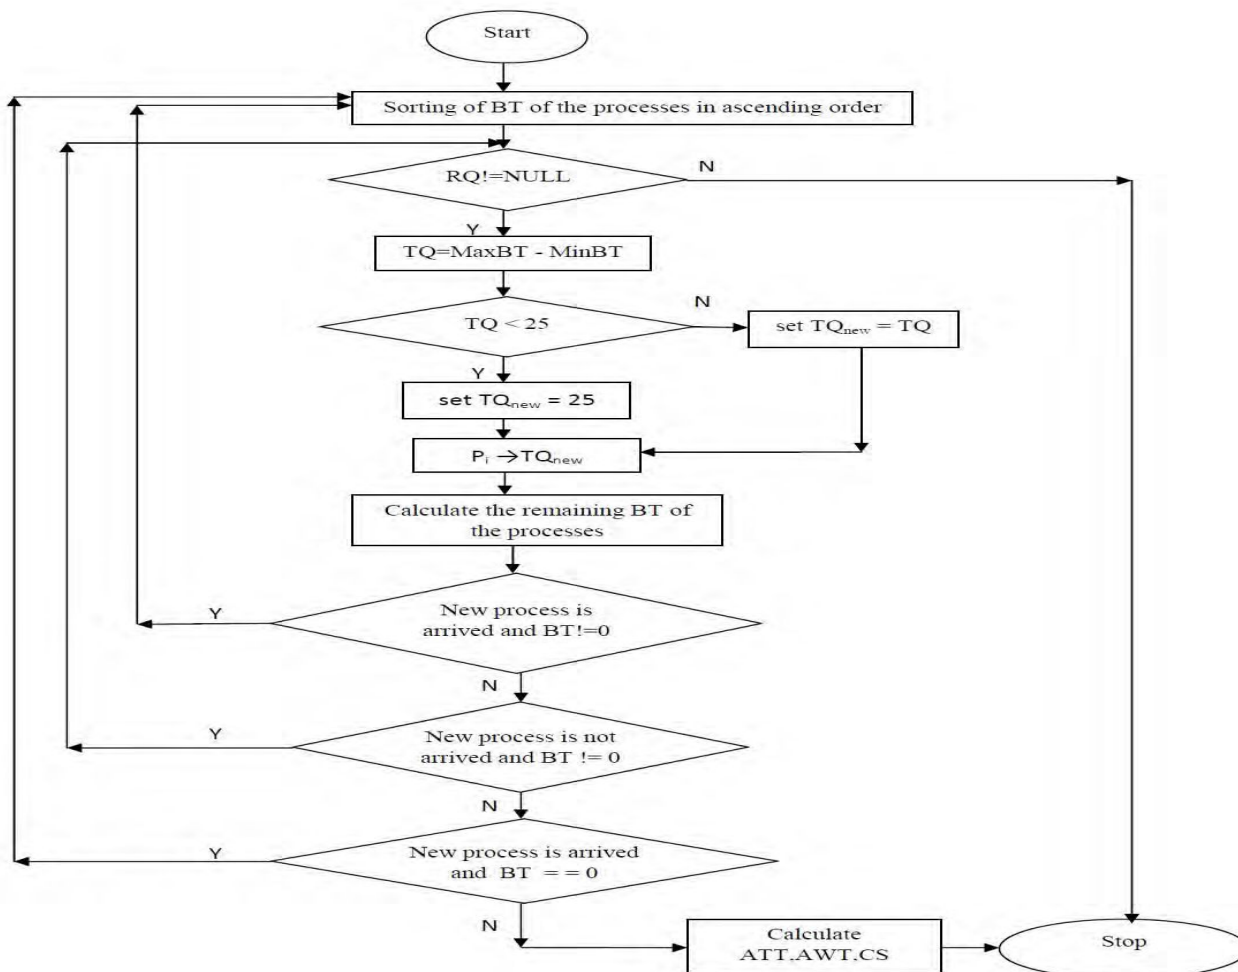 Start
Sorting of BT of the processes in ascending order
RQ!=NULL
N
Y
TQ=MaxBT - MinBT
TQ < 25
N
set TQnew = TQ
Y
set TQnew = 25
Pi →TQnew
Calculate the remaining BT of
the processes
New process is
arrived and BT!=0
Y
N
New process is not
arrived and BT != 0
Y
N
New process is arrived
and BT = = 0
Y
N
Calculate
ATT,AWT,CS
Stop